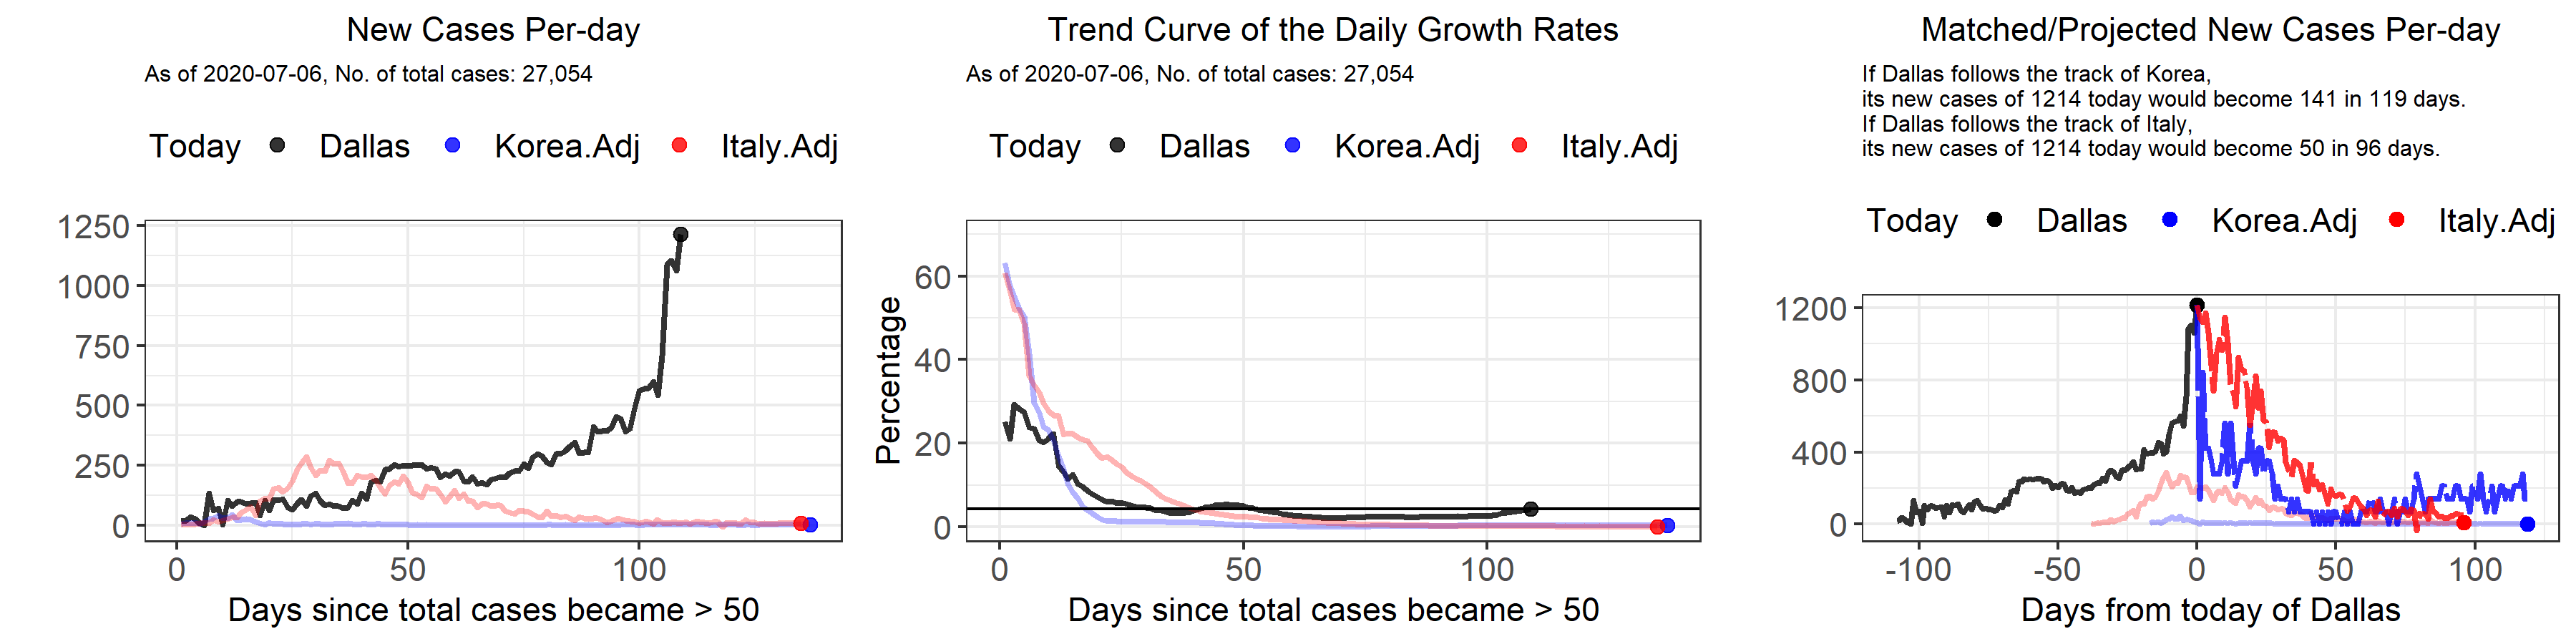 New Cases Per-day
As of 2020-07-06, No. of total cases: 27,054
Today Dallas Korea.Adj Italy.Adj
1250
1000
750
500
250
0
0 50 100
Days since total cases became > 50
Trend Curve of the Daily Growth Rates
As of 2020-07-06, No. of total cases: 27,054
Today Dallas Korea.Adj Italy.Adj
Percentage
60
40
20
0
0 50 100
Days since total cases became > 50
Matched/Projected New Cases Per-day
If Dallas follows the track of Korea,
its new cases of 1214 today would become 141 in 119 days.
If Dallas follows the track of Italy,
its new cases of 1214 today would become 50 in 96 days.
Today Dallas Korea.Adj Italy.Adj
1200
800
400
0
-100 -50 0 50 100
Days from today of Dallas